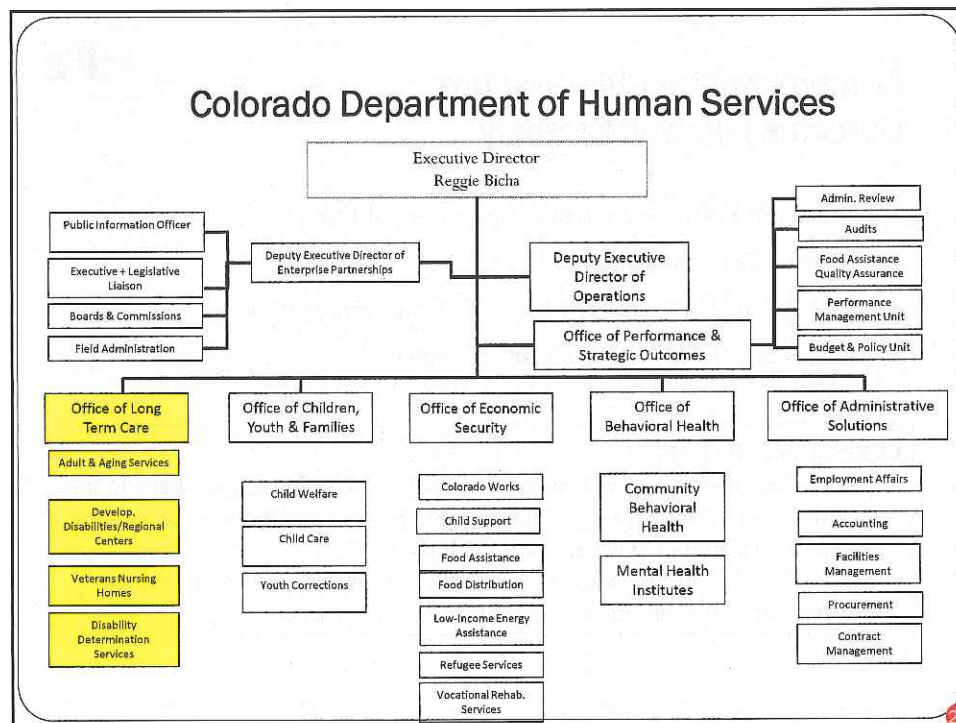 Colorado Department of Human Services
Executive Director
Reggie Bicha
Public Information Officer
Executive + Legislative
Liaison
Boards & Commissions
Field Administration
Deputy Executive Director of
Enterprise Partnerships
Deputy Executive
Director of
Operations
Office of Performance &
Strategic Outcomes
Admin. Review
Audits
Food Assistance
Quality Assurance
Performance
Management Unit
Budget & Policy Unit
Office of Long
Term Care
Adult & Aging Services
Develop.
Disabilities/Regional
Centers
Veterans Nursing
Homes
Disability
Determination
Services
Office of Children,
Youth & Families
Child Welfare
Child Care
Youth Corrections
Office of Economic
Security
Colorado Works
Child Support
Food Assistance
Food Distribution
Low-Income Energy
Assistance
Refugee Services
Vocational Rehab.
Services
Office of
Behavioral Health
Community
Behavioral
Health
Mental Health
Institutes
Office of Administrative
Solutions
Employment Affairs
Accounting
Facilities
Management
Procurement
Contract
Management
2